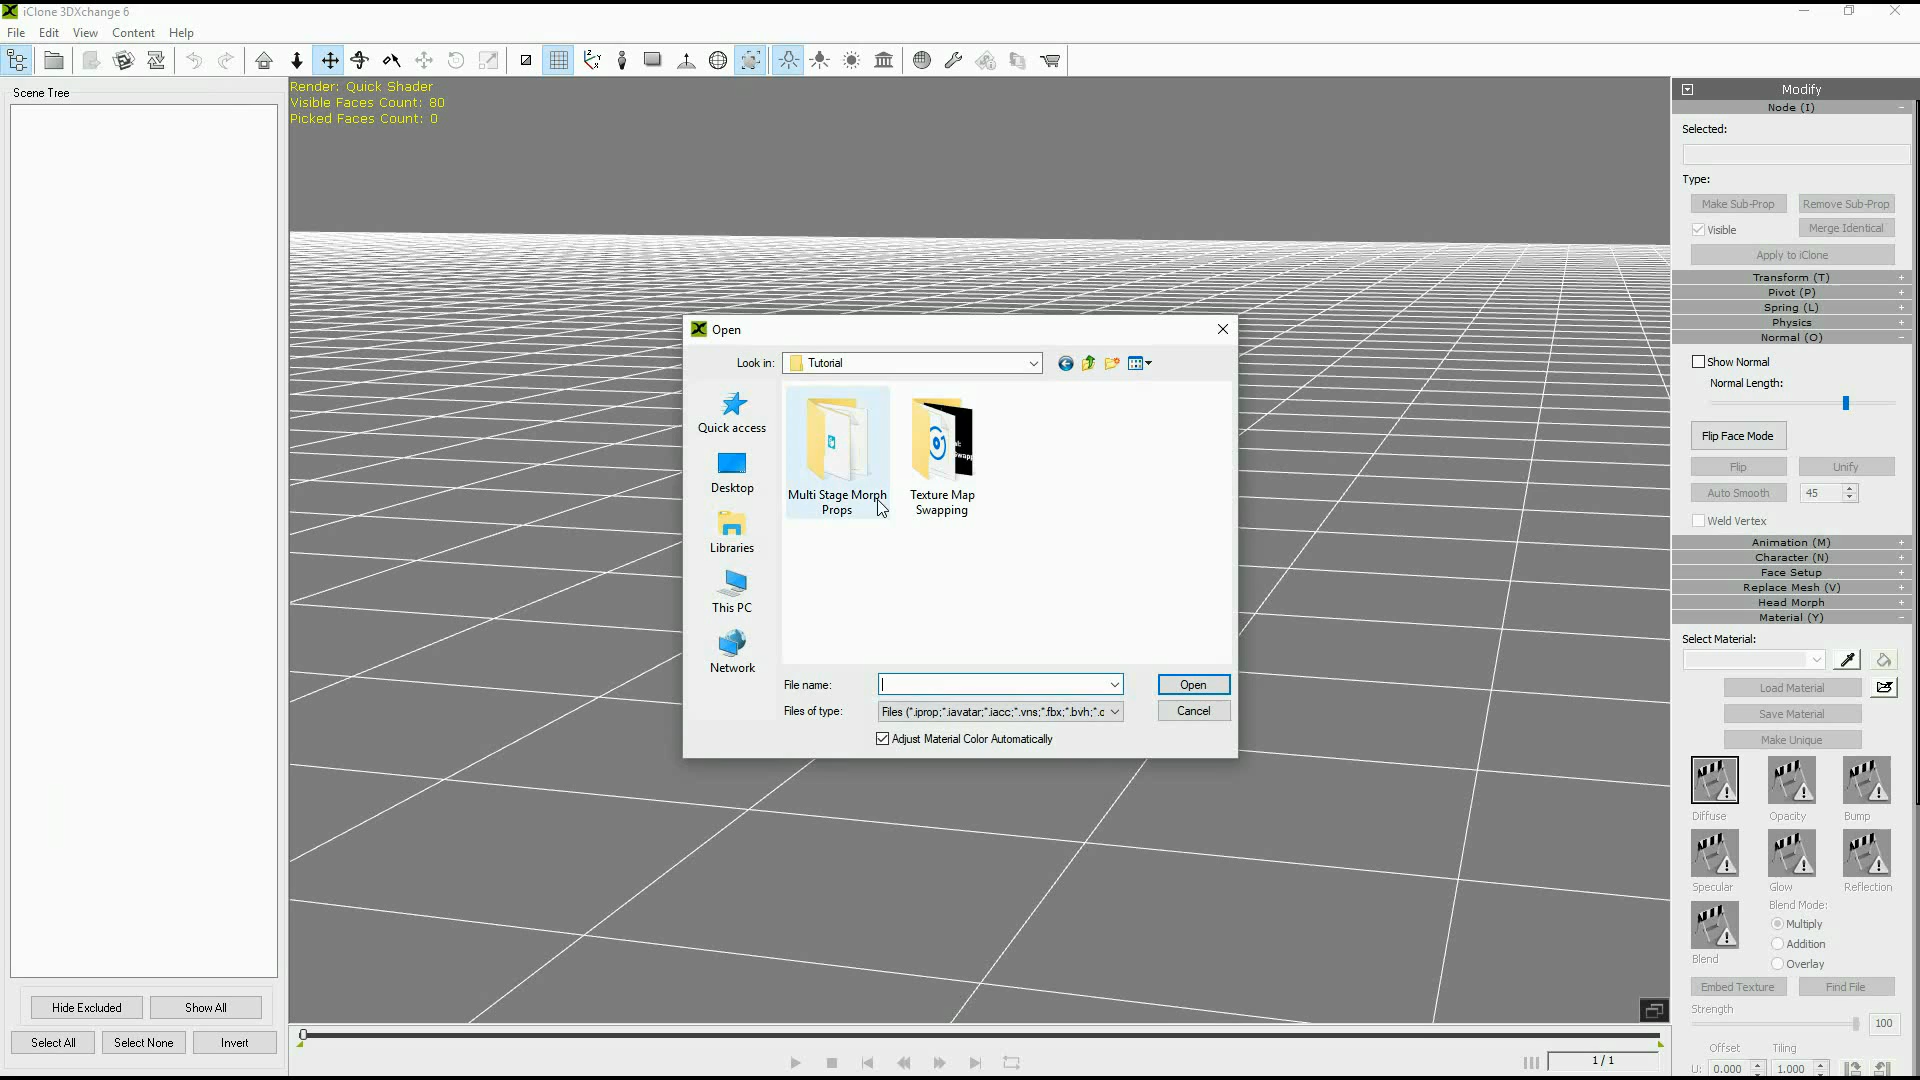 iClone 3DXchange 6
File Edit View Content Help
Scene Tree
Render: Quick Shader
Visible Faces Count: 80
Picked Faces Count: 0
Hide Excluded Show All
Select All Select None Invert
Open
Look in: Tutorial
Quick access
Desktop
Libraries
This PC
Network
Multi Stage Morph
Props
Texture Map
Swapping
File name:
Open
Files of type: Files (*.iprop;*.iavatar;*.iacc;*.vns;*.fbx;*.bvh;*.c
Cancel
Adjust Material Color Automatically
1 / 1
Modify
Node (I) -
Selected:
Type:
Make Sub-Prop Remove Sub-Prop
Visible Merge Identical
Apply to iClone
Transform (T) +
Pivot (P) +
Spring (L) +
Physics +
Normal (O) -
Show Normal
Normal Length:
Flip Face Mode
Flip Unify
Auto Smooth 45
Weld Vertex
Animation (M) +
Character (N) +
Face Setup +
Replace Mesh (V) +
Head Morph +
Material (Y) -
Select Material:
Load Material
Save Material
Make Unique
Diffuse Opacity Bump
Specular Glow Reflection
Blend Mode:
Multiply
Addition
Overlay
Blend
Embed Texture Find File
Strength
100
Offset Tiling
U: 0.000 1.000